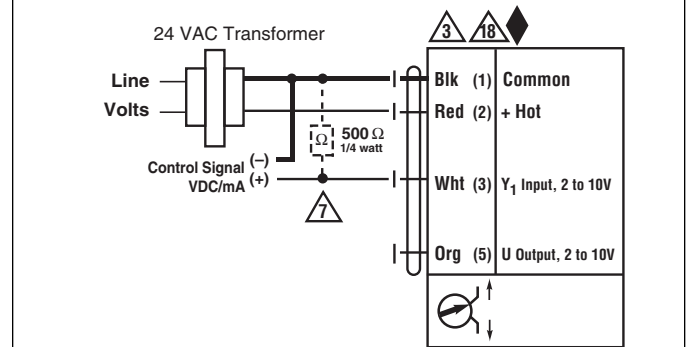 24 VAC Transformer
3 18
Line
Volts
Blk (1) Common
Red (2) + Hot
Ω 500 Ω
1/4 watt
Control Signal (–)
VDC/mA (+)
Wht (3) Y1 Input, 2 to 10V
7
Org (5) U Output, 2 to 10V